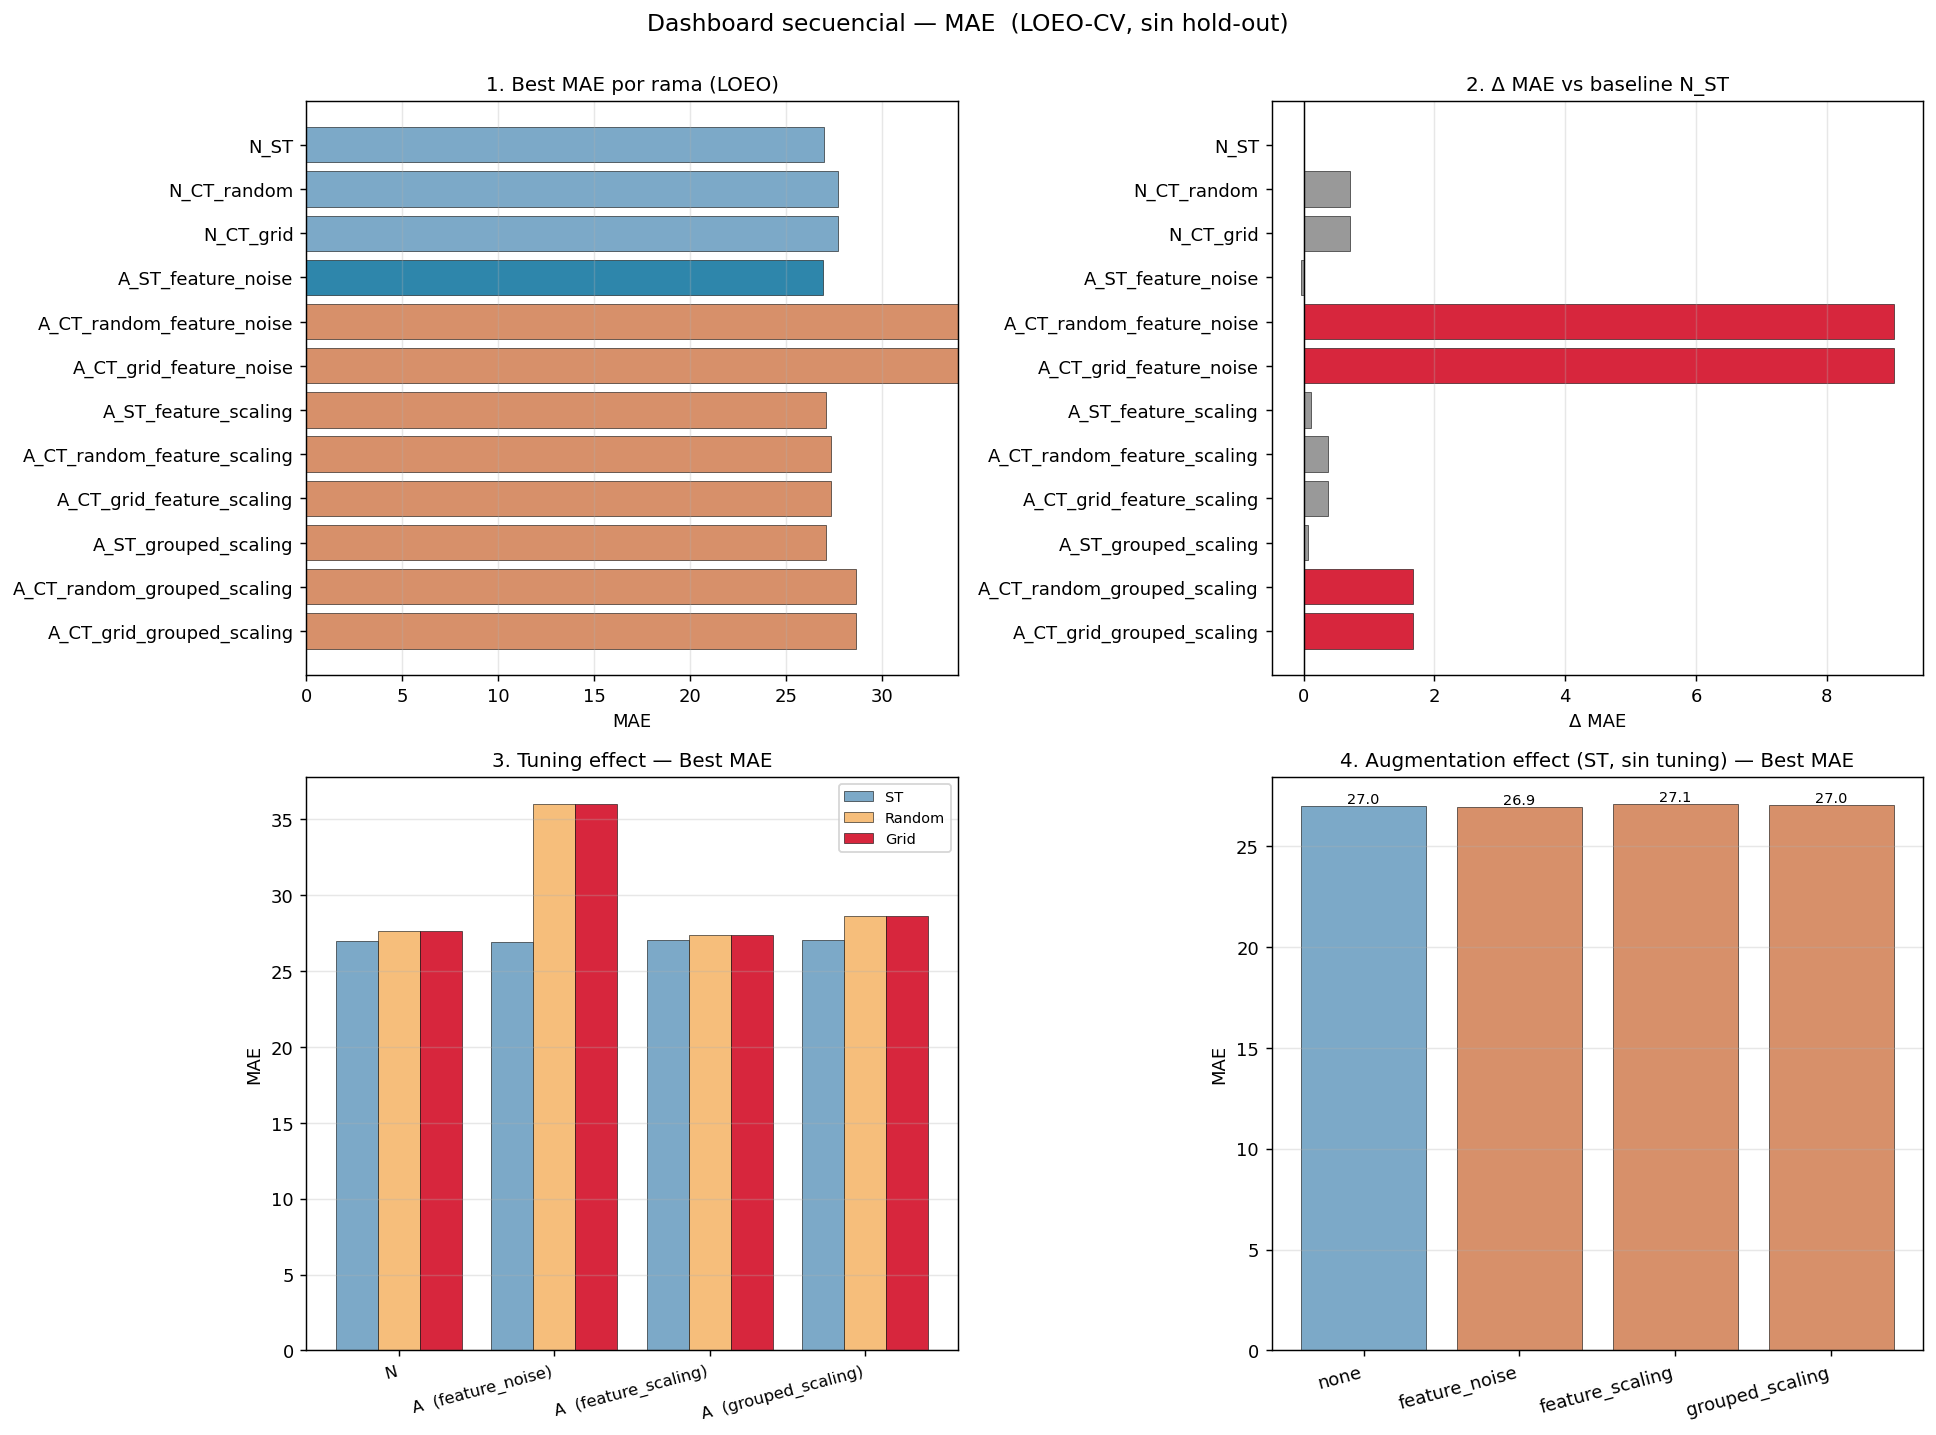 Dashboard secuencial — MAE  (LOEO-CV, sin hold-out)
1. Best MAE por rama (LOEO)
N_ST
N_CT_random
N_CT_grid
A_ST_feature_noise
A_CT_random_feature_noise
A_CT_grid_feature_noise
A_ST_feature_scaling
A_CT_random_feature_scaling
A_CT_grid_feature_scaling
A_ST_grouped_scaling
A_CT_random_grouped_scaling
A_CT_grid_grouped_scaling
0 5 10 15 20 25 30
MAE
2. Δ MAE vs baseline N_ST
N_ST
N_CT_random
N_CT_grid
A_ST_feature_noise
A_CT_random_feature_noise
A_CT_grid_feature_noise
A_ST_feature_scaling
A_CT_random_feature_scaling
A_CT_grid_feature_scaling
A_ST_grouped_scaling
A_CT_random_grouped_scaling
A_CT_grid_grouped_scaling
0 2 4 6 8
Δ MAE
3. Tuning effect — Best MAE
ST
Random
Grid
35
30
25
20
15
10
5
0
MAE
N
A  (feature_noise)
A  (feature_scaling)
A  (grouped_scaling)
4. Augmentation effect (ST, sin tuning) — Best MAE
27.0 26.9 27.1 27.0
25
20
15
10
5
0
MAE
none
feature_noise
feature_scaling
grouped_scaling